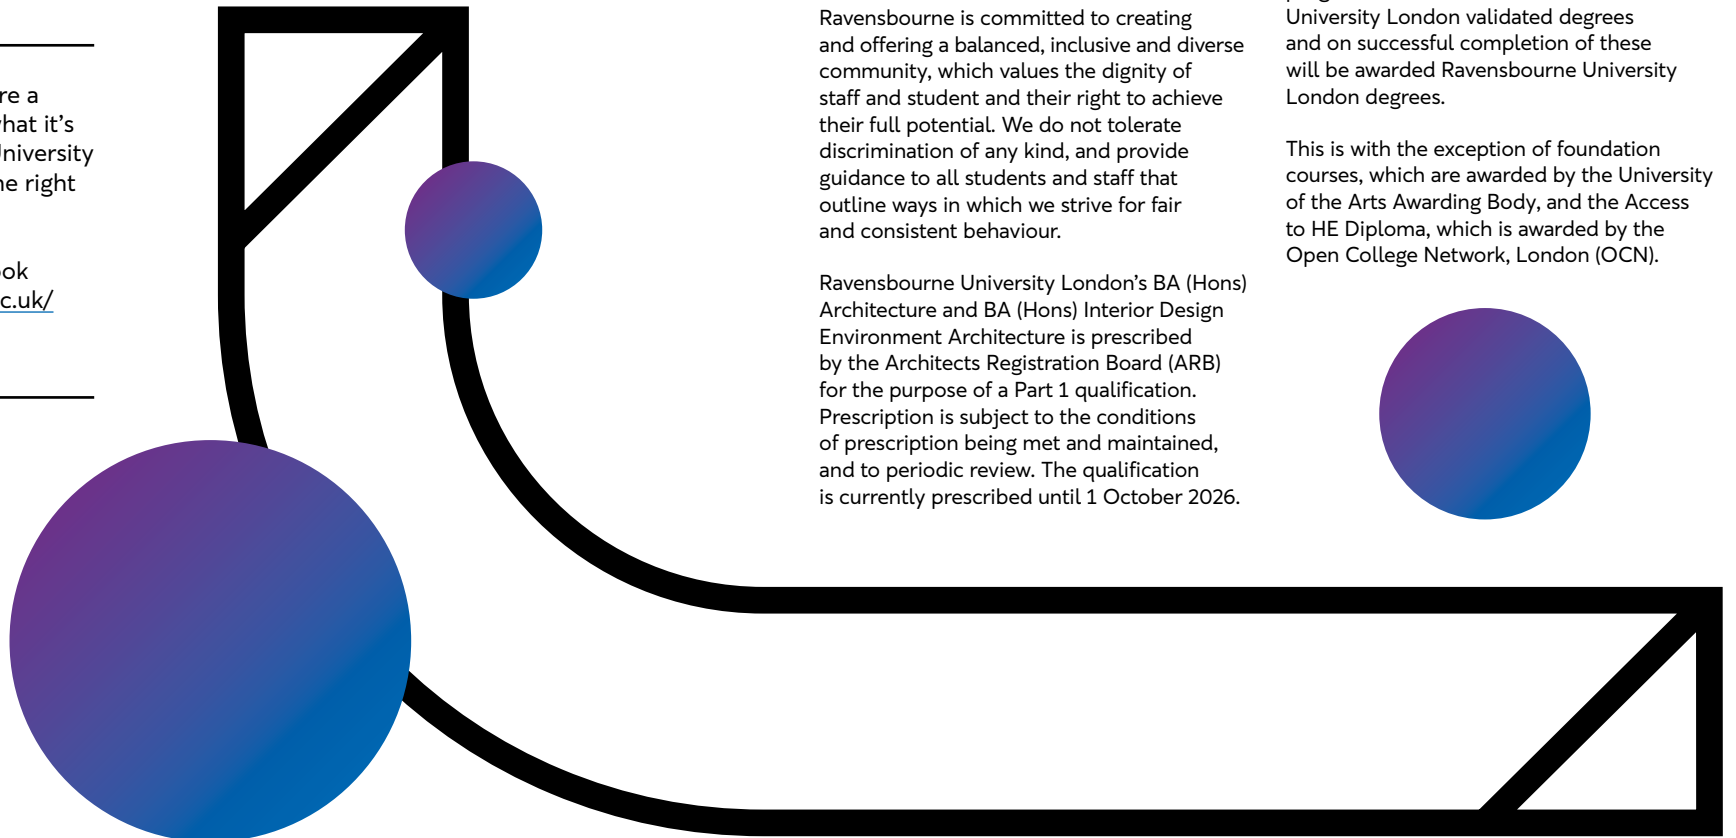 re a
what it’s
University
he right
ook
c.uk/
Ravensbourne is committed to creating
and offering a balanced, inclusive and diverse
community, which values the dignity of
staff and student and their right to achieve
their full potential. We do not tolerate
discrimination of any kind, and provide
guidance to all students and staff that
outline ways in which we strive for fair
and consistent behaviour.
Ravensbourne University London’s BA (Hons)
Architecture and BA (Hons) Interior Design
Environment Architecture is prescribed
by the Architects Registration Board (ARB)
for the purpose of a Part 1 qualification.
Prescription is subject to the conditions
of prescription being met and maintained,
and to periodic review. The qualification
is currently prescribed until 1 October 2026.
University London validated degrees
and on successful completion of these
will be awarded Ravensbourne University
London degrees.
This is with the exception of foundation
courses, which are awarded by the University
of the Arts Awarding Body, and the Access
to HE Diploma, which is awarded by the
Open College Network, London (OCN).